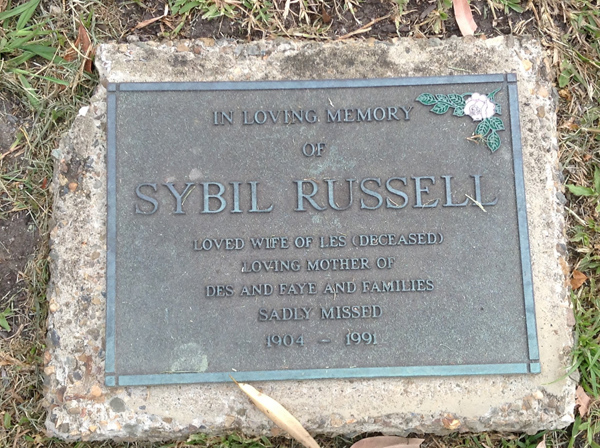 IN LOVING MEMORY
OF
SYBIL RUSSELL
LOVED WIFE OF LES (DECEASED)
LOVING MOTHER OF
DES AND FAYE AND FAMILIES
SADLY MISSED
1904 - 1991